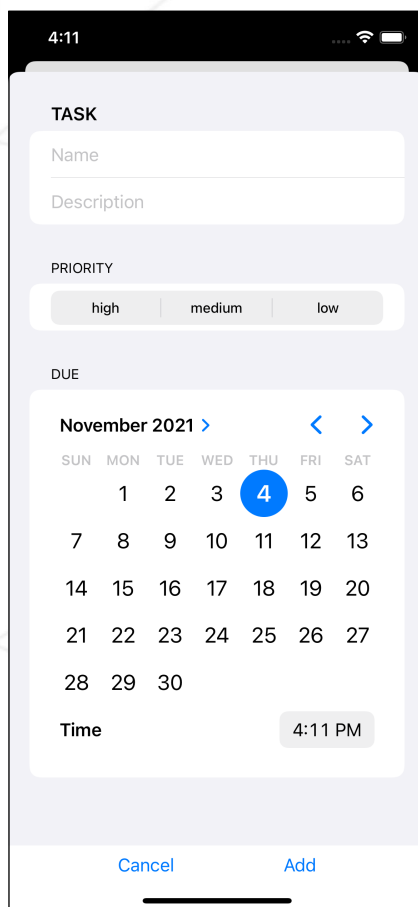 4:11
TASK
Name
Description
PRIORITY
high medium low
DUE
November 2021 >
SUN MON TUE WED THU FRI SAT
1 2 3 4 5 6
7 8 9 10 11 12 13
14 15 16 17 18 19 20
21 22 23 24 25 26 27
28 29 30
Time 4:11 PM
Cancel Add